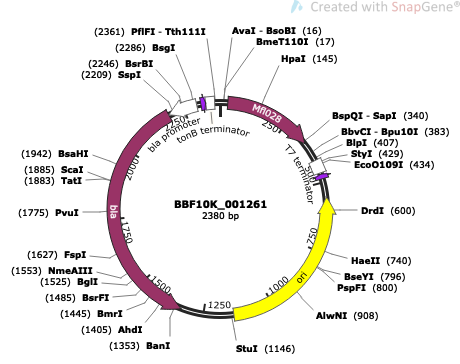 Created with SnapGene®
(2361) PflFI - Tth111I
(2286) BsgI
(2246) BsrBI
(2209) SspI
AvaI - BsoBI (16)
BmeT110I (17)
HpaI (145)
BspQI - SapI (340)
BbvCI - Bpu10I (383)
BlpI (407)
StyI (429)
EcoO109I (434)
DrdI (600)
HaeII (740)
BseYI (796)
PspFI (800)
AlwNI (908)
StuI (1146)
(1942) BsaHI
(1885) ScaI
(1883) TatI
(1775) PvuI
(1627) FspI
(1553) NmeAIII
(1525) BglI
(1485) BsrFI
(1445) BmrI
(1405) AhdI
(1353) BanI
bla promoter
tonB terminator
Mfl028
T7 terminator
bla
ori
250
500
750
1000
1250
1500
1750
2000
2250
BBF10K_001261
2380 bp